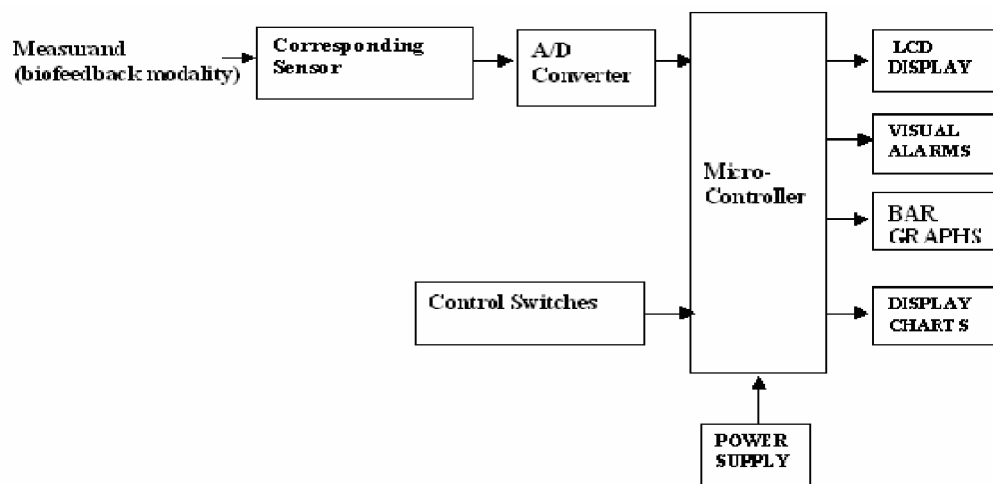 Measurand
(biofeedback modality)
Corresponding
Sensor
A/D
Converter
Micro-
Controller
LCD
DISPLAY
VISUAL
ALARMS
BAR
GRAPHS
Control Switches
DISPLAY
CHARTS
POWER
SUPPLY